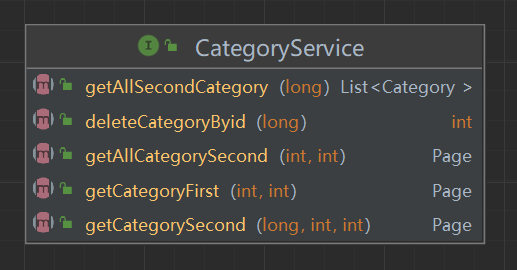 I CategoryService
m getAllSecondCategory (long) List<Category >
m deleteCategoryByid (long) int
m getAllCategorySecond (int, int) Page
m getCategoryFirst (int, int) Page
m getCategorySecond (long, int, int) Page